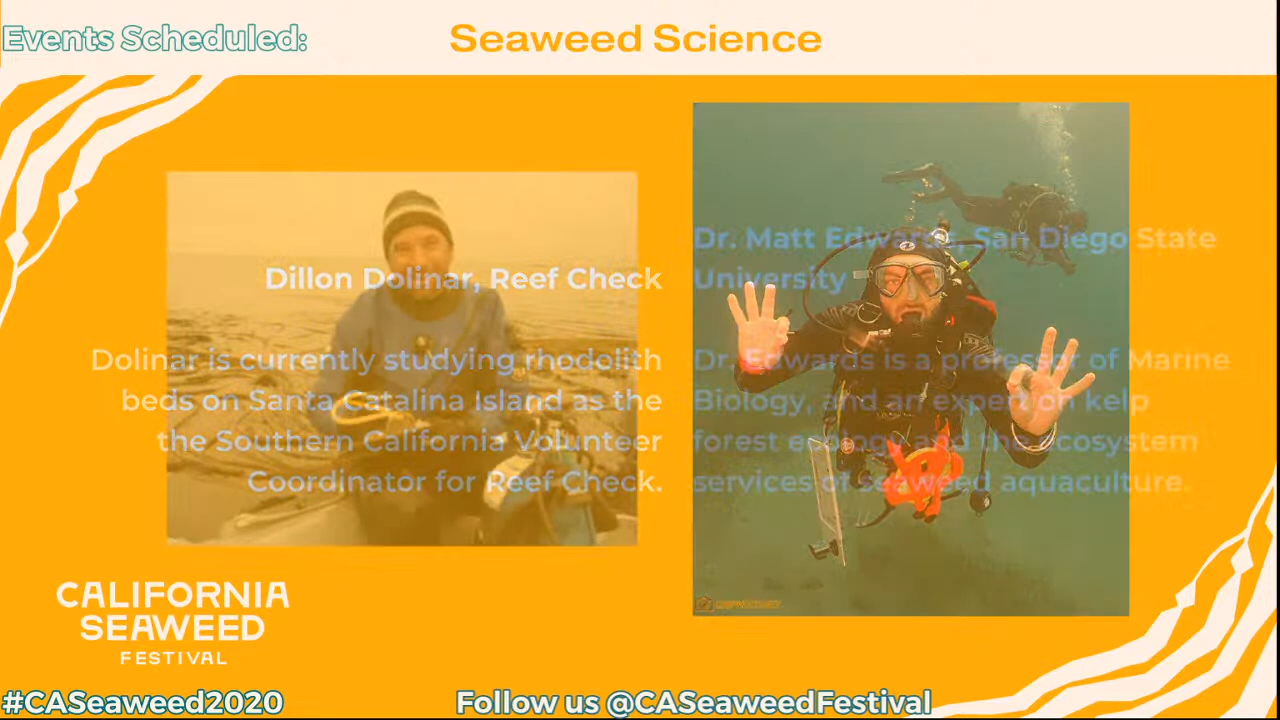 Events Scheduled:
Seaweed Science
Dillon Dolinar, Reef Check
Dolinar is currently studying rhodolith
beds on Santa Catalina Island as the
the Southern California Volunteer
Coordinator for Reef Check.
Dr. Matt Edwards, San Diego State
University
Dr. Edwards is a professor of Marine
Biology, and an expert on kelp
forest ecology and the ecosystem
services of seaweed aquaculture.
CALIFORNIA
SEAWEED
FESTIVAL
#CASeaweed2020
Follow us @CASeaweedFestival